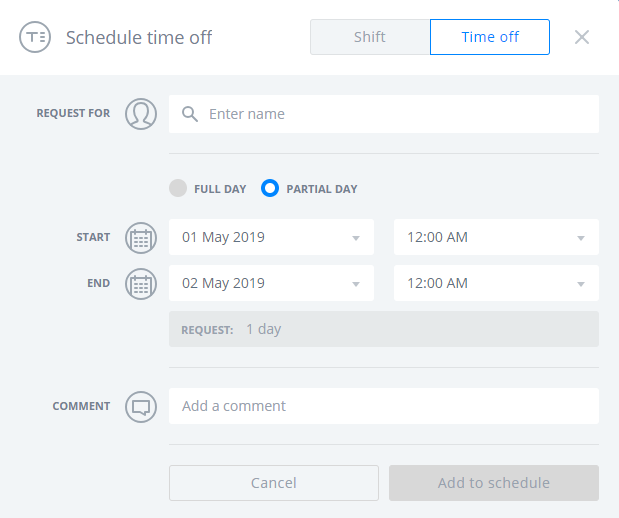 Schedule time off
Shift
Time off
REQUEST FOR
Enter name
FULL DAY
PARTIAL DAY
START
01 May 2019
12:00 AM
END
02 May 2019
12:00 AM
REQUEST: 1 day
COMMENT
Add a comment
Cancel
Add to schedule